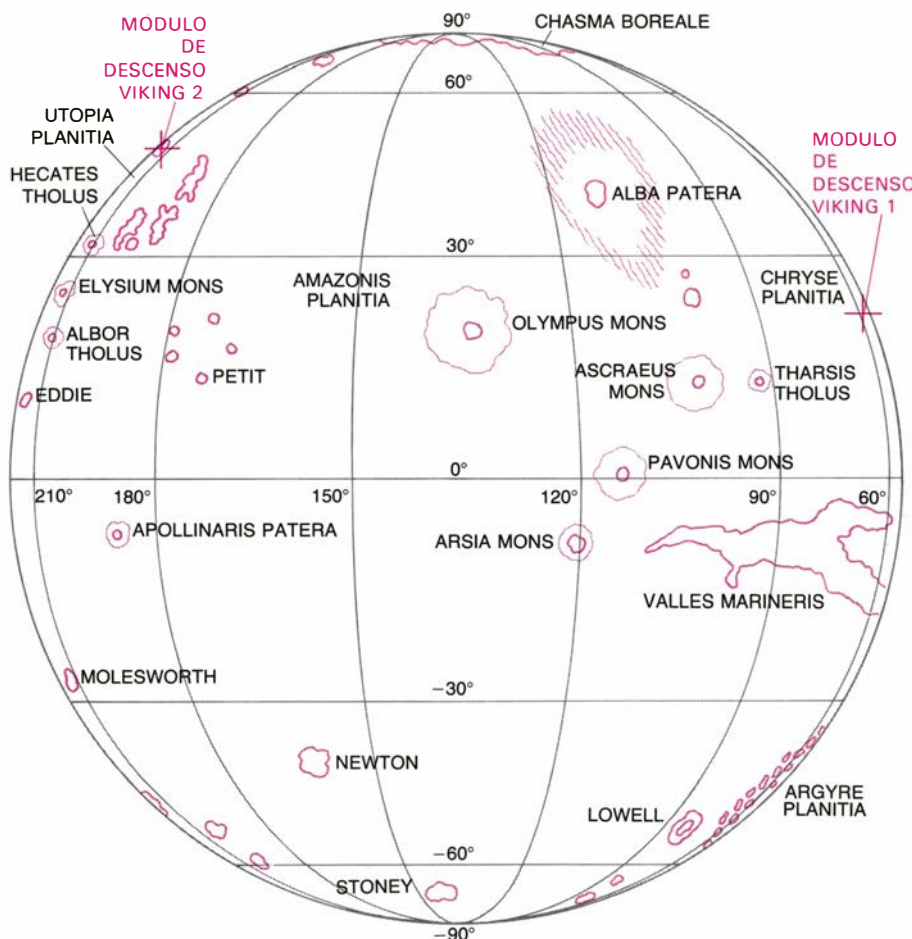 90°
CHASMA BOREALE
MODULO
DE
DESCENSO
VIKING 2
60°
UTOPIA
PLANITIA
HECATES
THOLUS
ALBA PATERA
MODULO
DE
DESCENSO
VIKING 1
30°
ELYSIUM MONS
AMAZONIS
PLANITIA
CHRYSE
PLANITIA
ALBOR
THOLUS
OLYMPUS MONS
PETIT
ASCRAEUS
MONS
THARSIS
THOLUS
EDDIE
PAVONIS MONS
0°
210°
180°
150°
120°
90°
60°
APOLLINARIS PATERA
ARSIA MONS
VALLES MARINERIS
MOLESWORTH
−30°
NEWTON
ARGYRE
PLANITIA
LOWELL
−60°
STONEY
−90°